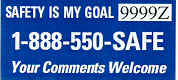 SAFETY IS MY GOAL 9999Z
1-888-550-SAFE
Your Comments Welcome